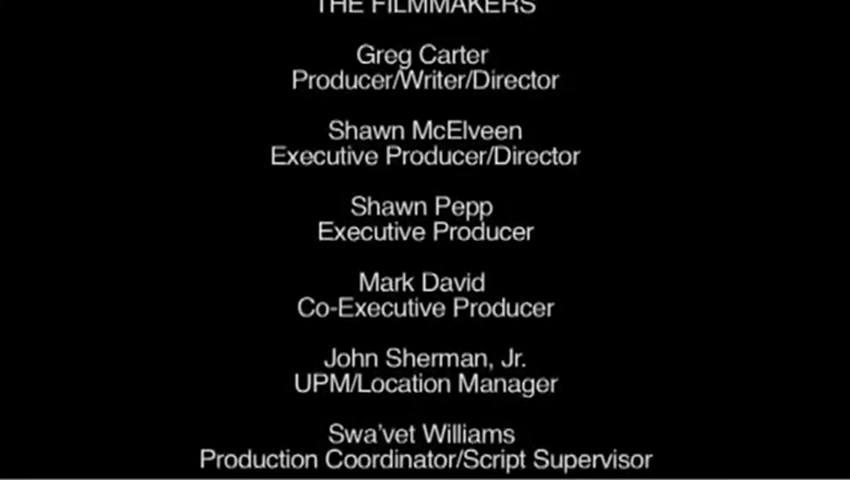 THE FILMMAKERS
Greg Carter
Producer/Writer/Director
Shawn McElveen
Executive Producer/Director
Shawn Pepp
Executive Producer
Mark David
Co-Executive Producer
John Sherman, Jr.
UPM/Location Manager
Swa'vet Williams
Production Coordinator/Script Supervisor